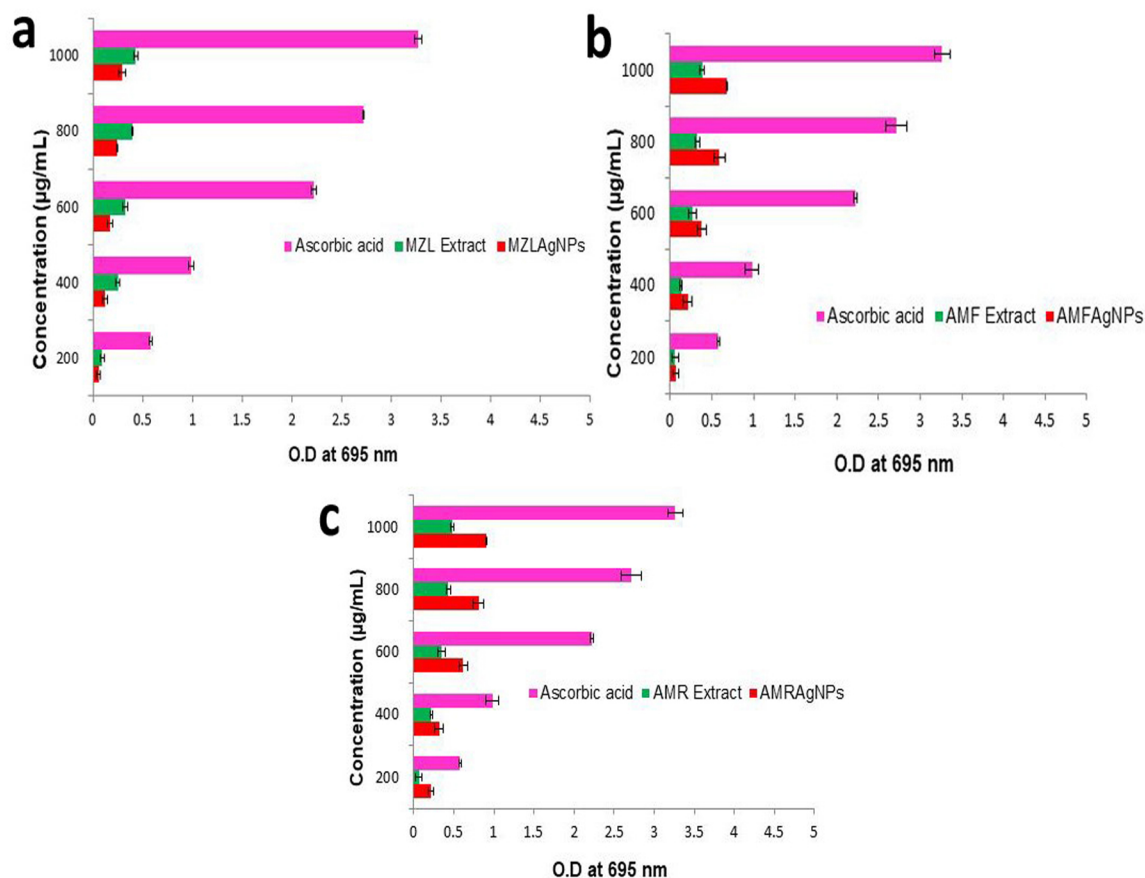 a
Concentration (µg/mL)
1000
800
600
400
200
Ascorbic acid MZL Extract MZLAgNPs
0 0.5 1 1.5 2 2.5 3 3.5 4 4.5 5
O.D at 695 nm
b
Concentration (µg/mL)
1000
800
600
400
200
Ascorbic acid AMF Extract AMFAgNPs
0 0.5 1 1.5 2 2.5 3 3.5 4 4.5 5
O.D at 695 nm
c
Concentration (µg/mL)
1000
800
600
400
200
Ascorbic acid AMR Extract AMRAgNPs
0 0.5 1 1.5 2 2.5 3 3.5 4 4.5 5
O.D at 695 nm